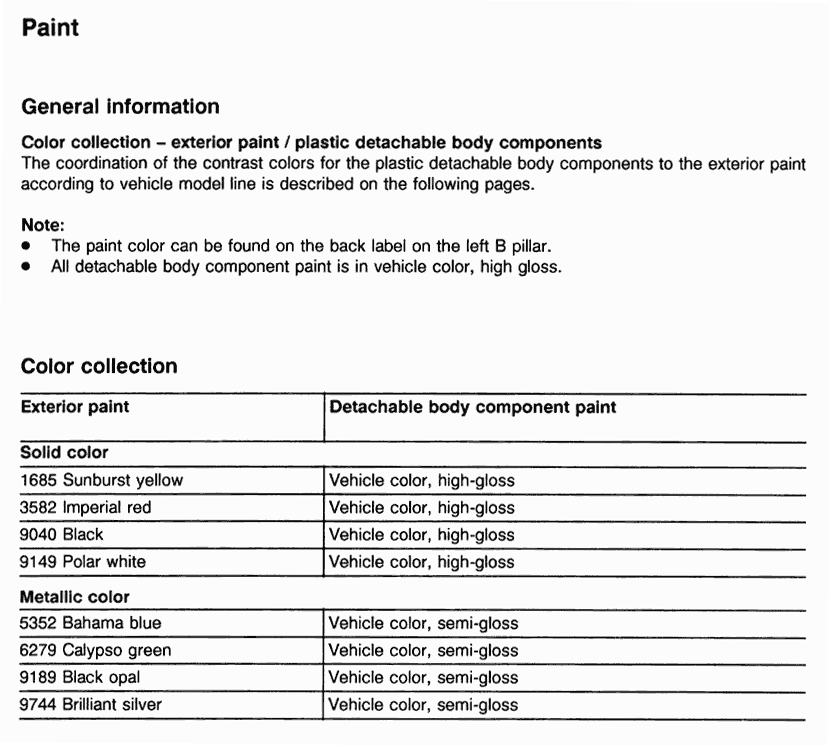 Paint
General information
Color collection – exterior paint / plastic detachable body components
The coordination of the contrast colors for the plastic detachable body components to the exterior paint
according to vehicle model line is described on the following pages.
Note:
● The paint color can be found on the back label on the left B pillar.
● All detachable body component paint is in vehicle color, high gloss.
Color collection
Exterior paint Detachable body component paint
Solid color
1685 Sunburst yellow Vehicle color, high-gloss
3582 Imperial red Vehicle color, high-gloss
9040 Black Vehicle color, high-gloss
9149 Polar white Vehicle color, high-gloss
Metallic color
5352 Bahama blue Vehicle color, semi-gloss
6279 Calypso green Vehicle color, semi-gloss
9189 Black opal Vehicle color, semi-gloss
9744 Brilliant silver Vehicle color, semi-gloss